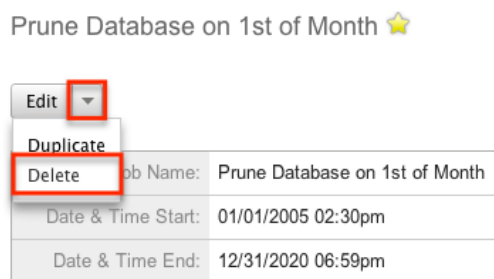 Prune Database on 1st of Month
Edit
Duplicate
Delete
ob Name: Prune Database on 1st of Month
Date & Time Start: 01/01/2005 02:30pm
Date & Time End: 12/31/2020 06:59pm